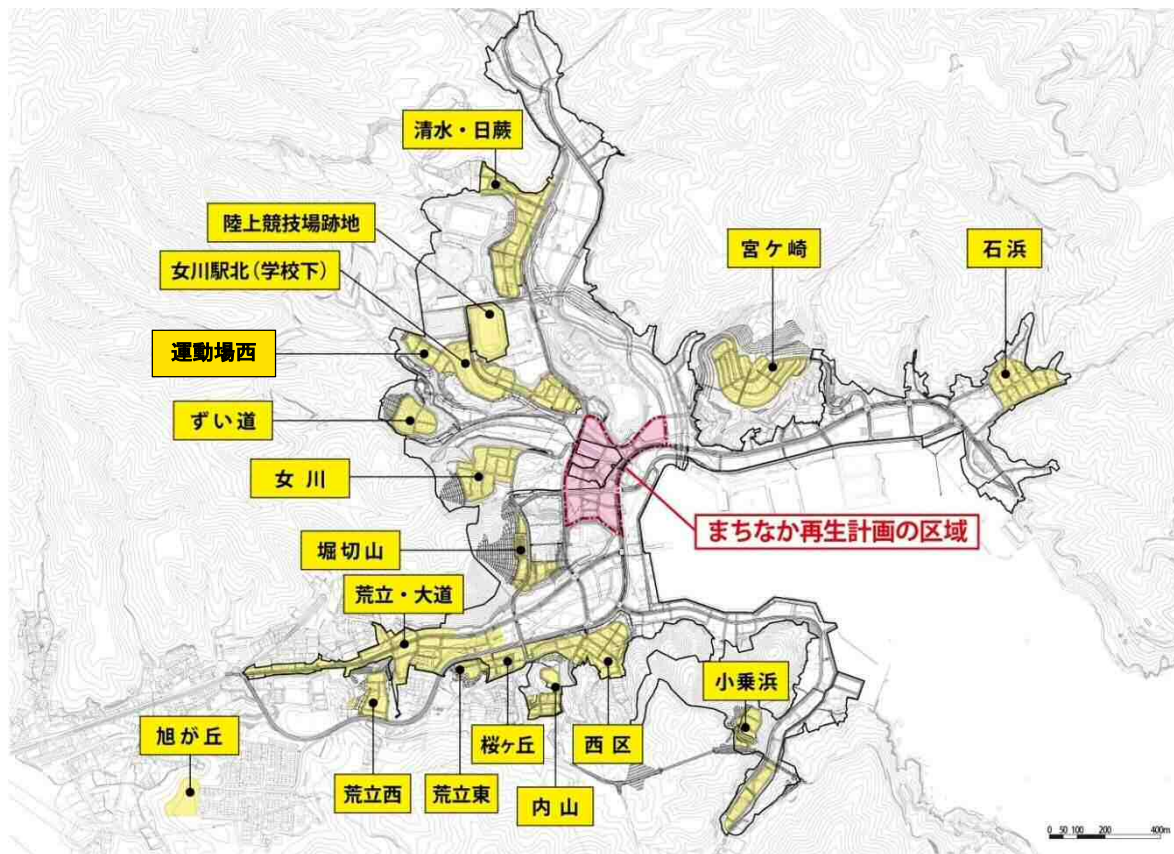 清水・日蕨
陸上競技場跡地
女川駅北(学校下)
宮ケ崎
石浜
運動場西
ずい道
女川
まちなか再生計画の区域
堀切山
荒立・大道
小乗浜
旭が丘
桜ヶ丘
西区
荒立西
荒立東
内山
0 50 100 200 400m